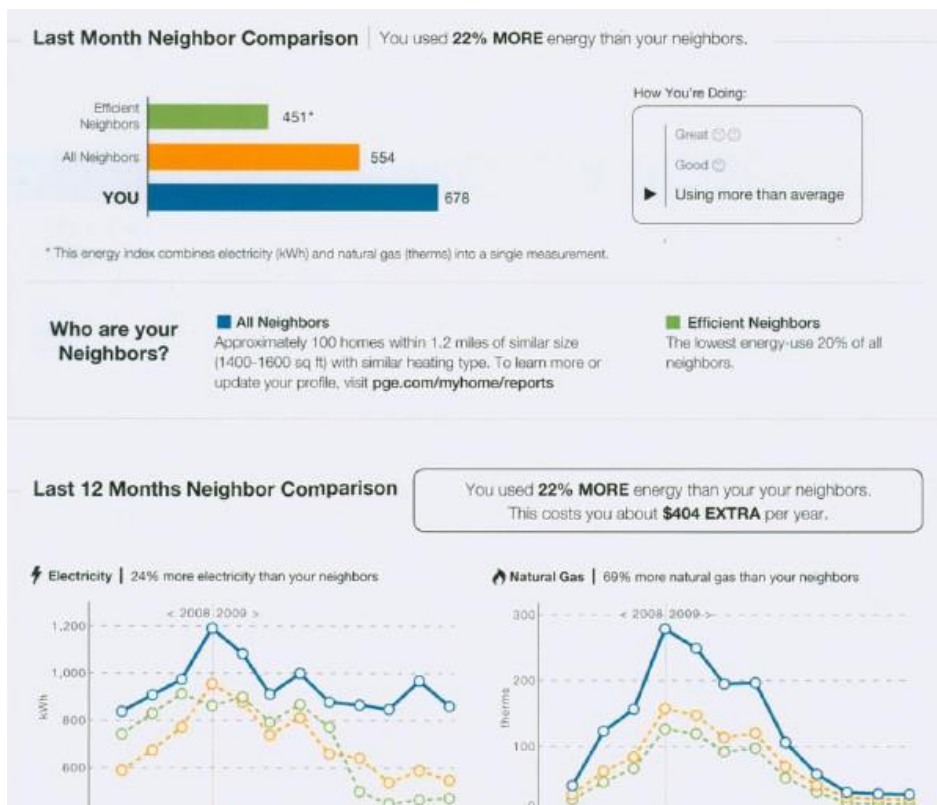 Last Month Neighbor Comparison | You used 22% MORE energy than your neighbors.
Efficient
Neighbors
451*
All Neighbors
554
YOU
678
How You're Doing:
Great
Good
Using more than average
* This energy index combines electricity (kWh) and natural gas (therms) into a single measurement.
Who are your
Neighbors?
All Neighbors
Approximately 100 homes within 1.2 miles of similar size
(1400-1600 sq ft) with similar heating type. To learn more or
update your profile, visit pge.com/myhome/reports
Efficient Neighbors
The lowest energy-use 20% of all
neighbors.
Last 12 Months Neighbor Comparison
You used 22% MORE energy than your your neighbors.
This costs you about $404 EXTRA per year.
Electricity | 24% more electricity than your neighbors
< 2008 2009 >
1,200
1,000
800
600
kWh
Natural Gas | 69% more natural gas than your neighbors
< 2008 2009 >
300
200
100
0
therms